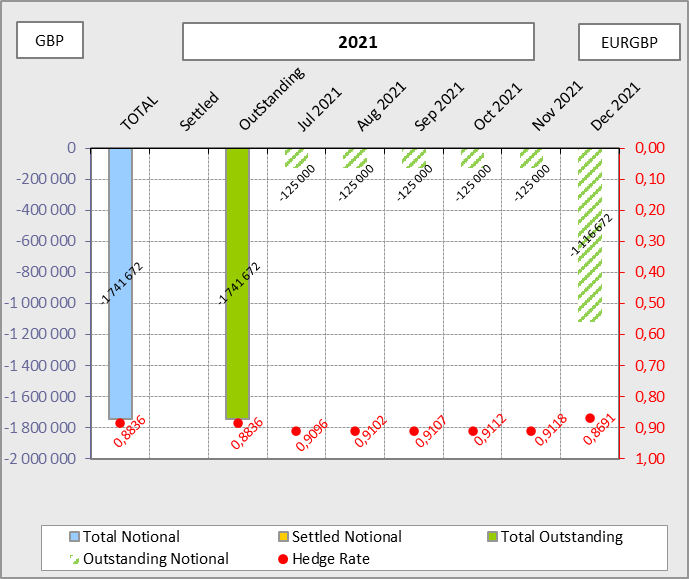 GBP
2021
EURGBP
TOTAL
Settled
OutStanding
Jul 2021
Aug 2021
Sep 2021
Oct 2021
Nov 2021
Dec 2021
0
-200 000
-400 000
-600 000
-800 000
-1 000 000
-1 200 000
-1 400 000
-1 600 000
-1 800 000
-2 000 000
0,00
0,10
0,20
0,30
0,40
0,50
0,60
0,70
0,80
0,90
1,00
-1 741 672
-1 741 672
-125 000
-125 000
-125 000
-125 000
-125 000
-1 116 672
0,8836
0,8836
0,9096
0,9102
0,9107
0,9112
0,9118
0,8691
Total Notional
Settled Notional
Total Outstanding
Outstanding Notional
Hedge Rate